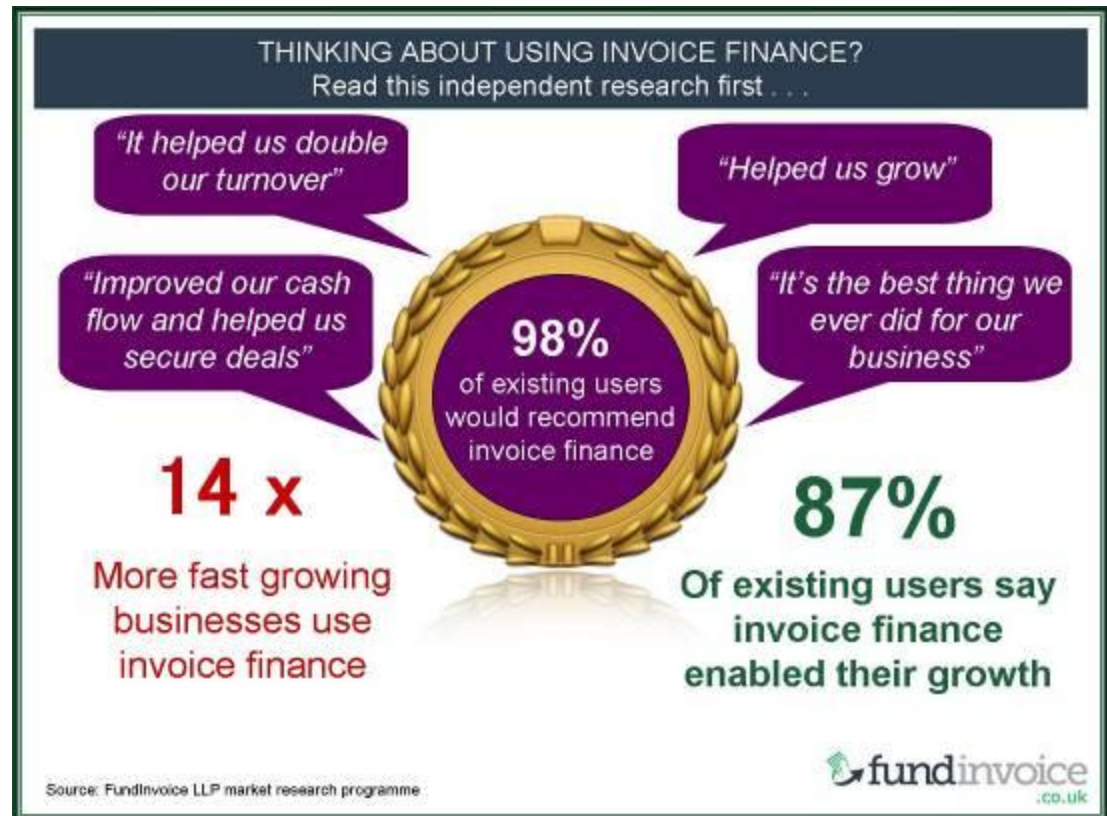 THINKING ABOUT USING INVOICE FINANCE?
Read this independent research first . . .
“It helped us double
our turnover”
“Helped us grow”
“Improved our cash
flow and helped us
secure deals”
“It’s the best thing we
ever did for our
business”
98%
of existing users
would recommend
invoice finance
14 x
More fast growing
businesses use
invoice finance
87%
Of existing users say
invoice finance
enabled their growth
Source: FundInvoice LLP market research programme
fundinvoice
.co.uk